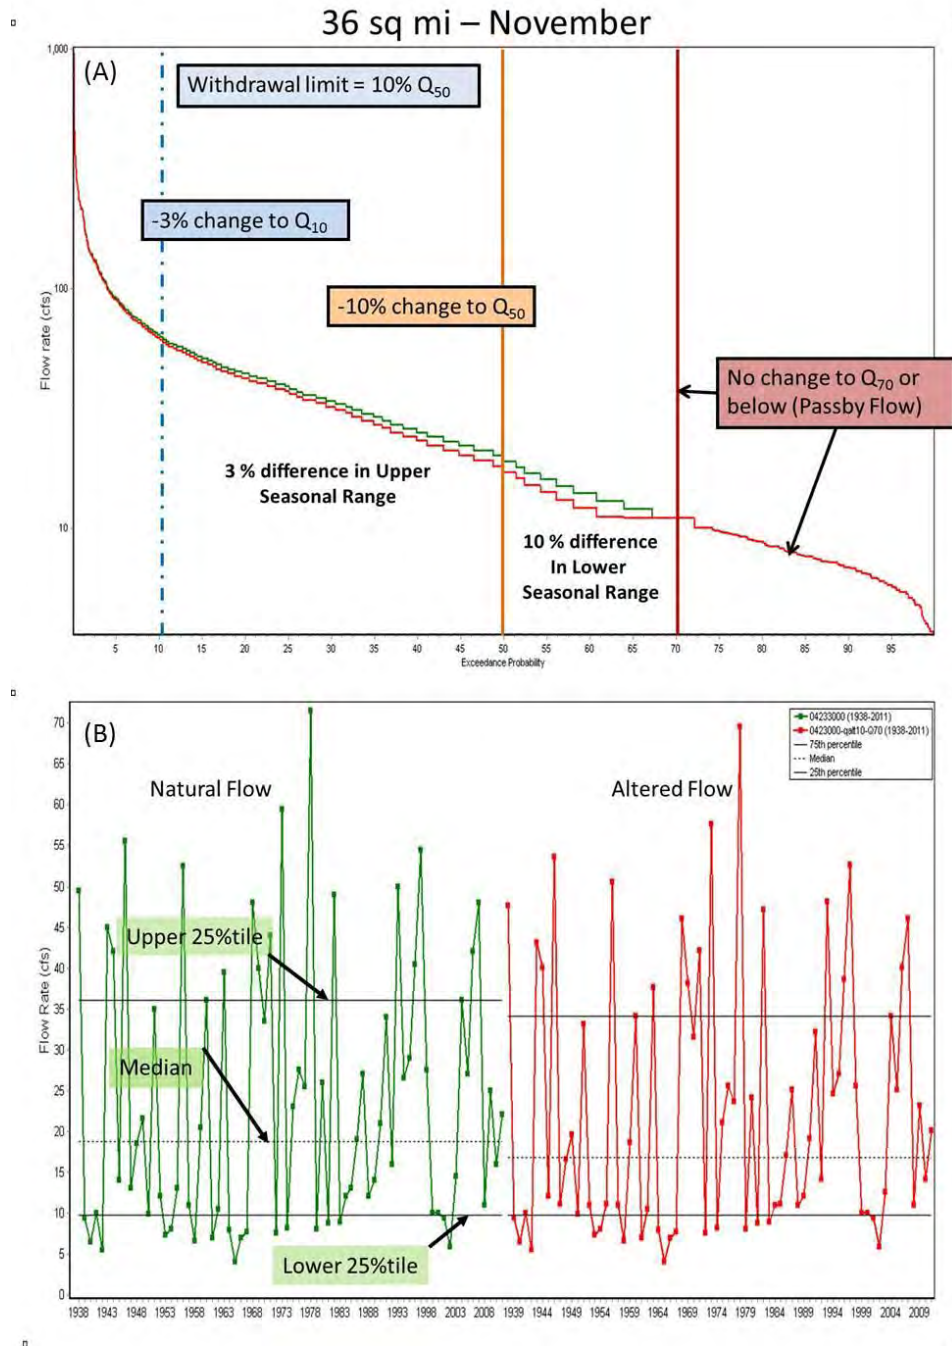 36 sq mi – November
(A)
Withdrawal limit = 10% Q50
-3% change to Q10
-10% change to Q50
No change to Q70 or
below (Passby Flow)
3 % difference in Upper
Seasonal Range
10 % difference
In Lower
Seasonal Range
1,000
100
10
Flow rate (cfs)
5 10 15 20 25 30 35 40 45 50 55 60 65 70 75 80 85 90 95
Exceedance Probability
(B)
Natural Flow
Altered Flow
04233000 (1938-2011)
0423000-qalt10-Q70 (1938-2011)
75th percentile
Median
25th percentile
Upper 25%tile
Median
Lower 25%tile
70
65
60
55
50
45
40
35
30
25
20
15
10
5
0
Flow Rate (cfs)
1938 1943 1948 1953 1958 1963 1968 1973 1978 1983 1988 1993 1998 2003 2008 1939 1944 1949 1954 1959 1964 1969 1974 1979 1984 1989 1994 1999 2004 2009